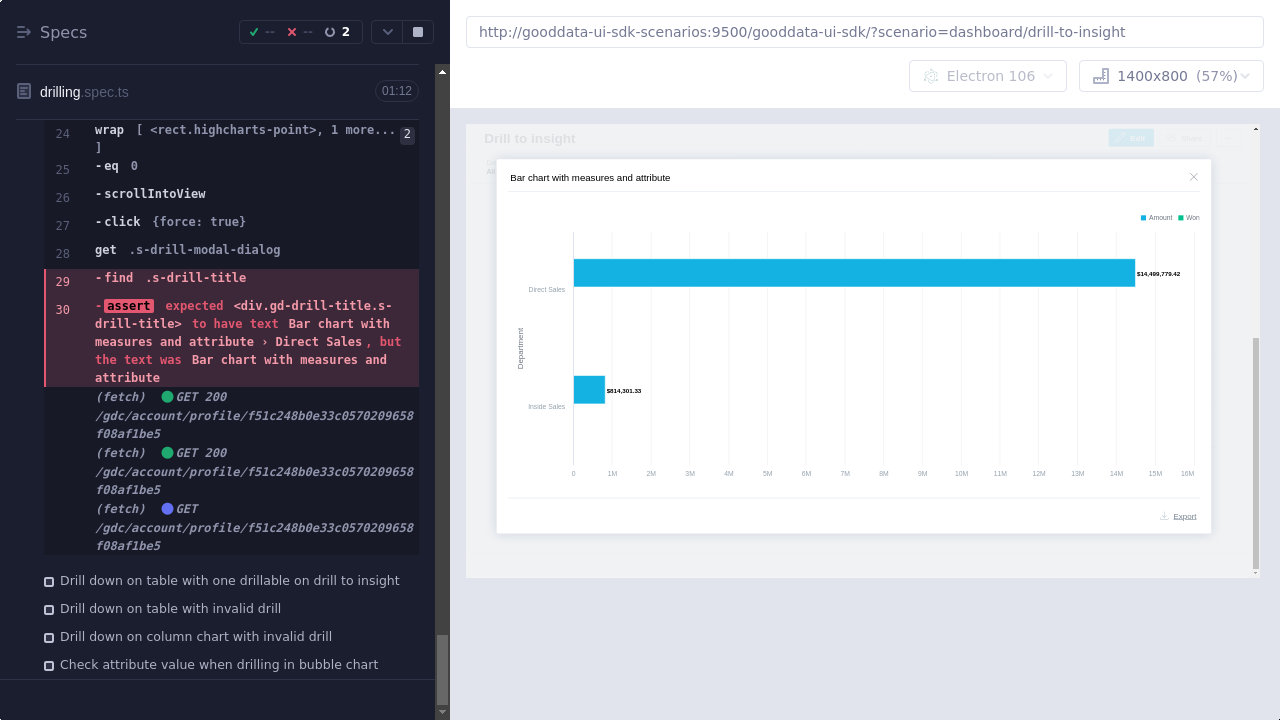 Specs
-- -- 2
drilling.spec.ts
01:12
24 wrap [ <rect.highcharts-point>, 1 more... 2
]
25 -eq 0
26 -scrollIntoView
27 -click {force: true}
28 get .s-drill-modal-dialog
29 -find .s-drill-title
30 -assert expected <div.gd-drill-title.s-
drill-title> to have text Bar chart with
measures and attribute › Direct Sales, but
the text was Bar chart with measures and
attribute
(fetch) GET 200
/gdc/account/profile/f51c248b0e33c0570209658
f08af1be5
(fetch) GET 200
/gdc/account/profile/f51c248b0e33c0570209658
f08af1be5
(fetch) GET
/gdc/account/profile/f51c248b0e33c0570209658
f08af1be5
Drill down on table with one drillable on drill to insight
Drill down on table with invalid drill
Drill down on column chart with invalid drill
Check attribute value when drilling in bubble chart
http://gooddata-ui-sdk-scenarios:9500/gooddata-ui-sdk/?scenario=dashboard/drill-to-insight
Electron 106
1400x800 (57%)
Drill to insight
Bar chart with measures and attribute
Amount
Won
Department
Direct Sales
$14,499,779.42
Inside Sales
$814,301.33
0 1M 2M 3M 4M 5M 6M 7M 8M 9M 10M 11M 12M 13M 14M 15M 16M
Export